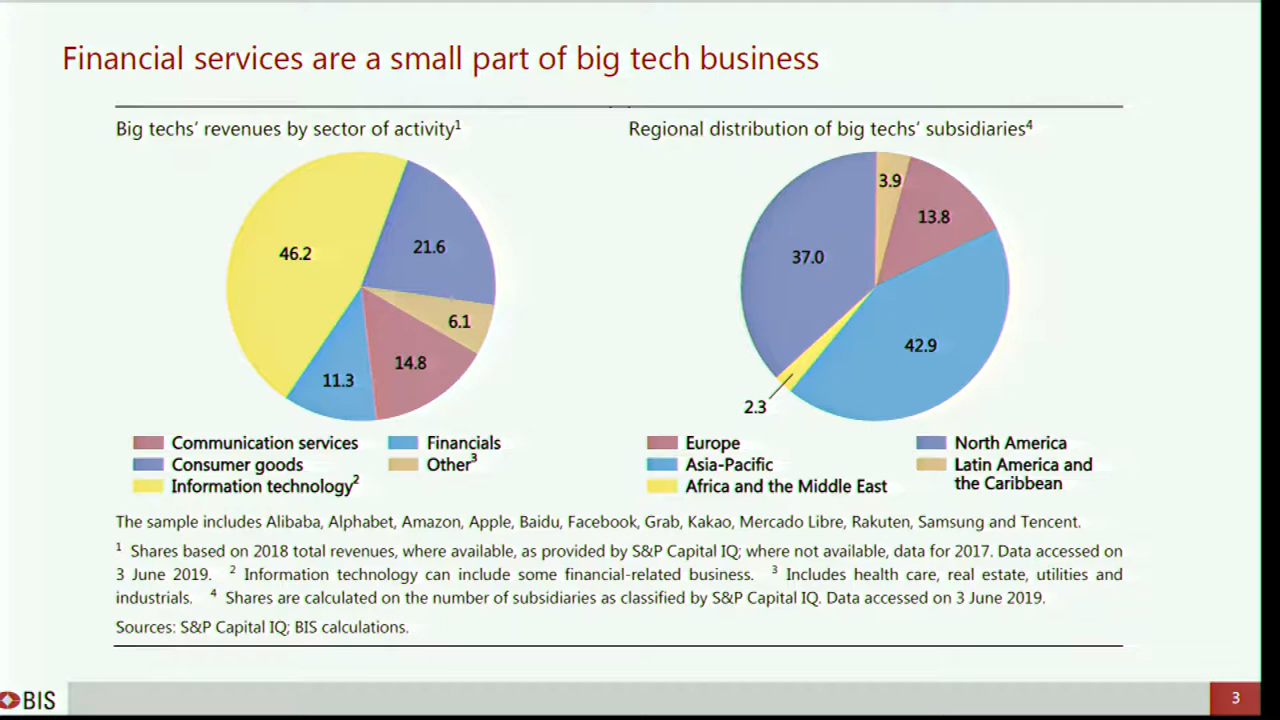 Financial services are a small part of big tech business
Big techs' revenues by sector of activity1
46.2
21.6
6.1
14.8
11.3
Communication services
Financials
Consumer goods
Other3
Information technology2
Regional distribution of big techs' subsidiaries4
3.9
13.8
37.0
42.9
2.3
Europe
North America
Asia-Pacific
Latin America and
the Caribbean
Africa and the Middle East
The sample includes Alibaba, Alphabet, Amazon, Apple, Baidu, Facebook, Grab, Kakao, Mercado Libre, Rakuten, Samsung and Tencent.
1 Shares based on 2018 total revenues, where available, as provided by S&P Capital IQ; where not available, data for 2017. Data accessed on
3 June 2019. 2 Information technology can include some financial-related business. 3 Includes health care, real estate, utilities and
industrials. 4 Shares are calculated on the number of subsidiaries as classified by S&P Capital IQ. Data accessed on 3 June 2019.
Sources: S&P Capital IQ; BIS calculations.
BIS
3